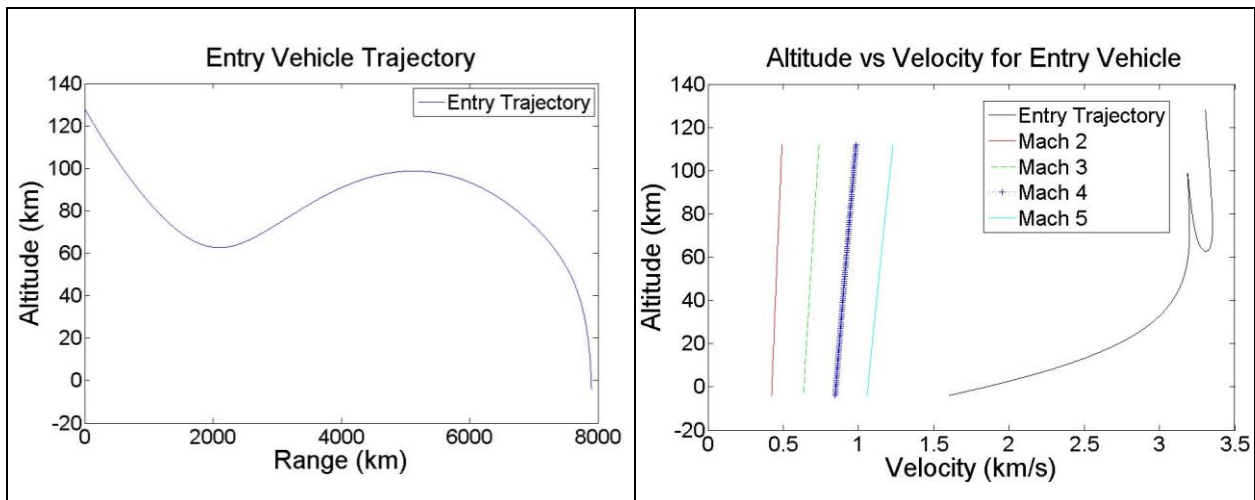 Entry Vehicle Trajectory
140
120
100
80
60
40
20
0
-20
Altitude (km)
Entry Trajectory
0
2000
4000
6000
8000
Range (km)
Altitude vs Velocity for Entry Vehicle
140
120
100
80
60
40
20
0
-20
Altitude (km)
Entry Trajectory
Mach 2
Mach 3
Mach 4
Mach 5
0
0.5
1
1.5
2
2.5
3
3.5
Velocity (km/s)